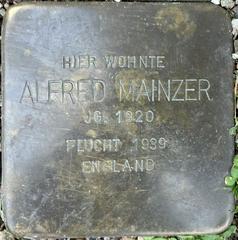 HIER WOHNTE
ALFRED MAINZER
JG. 1920
FLUCHT 1939
ENGLAND